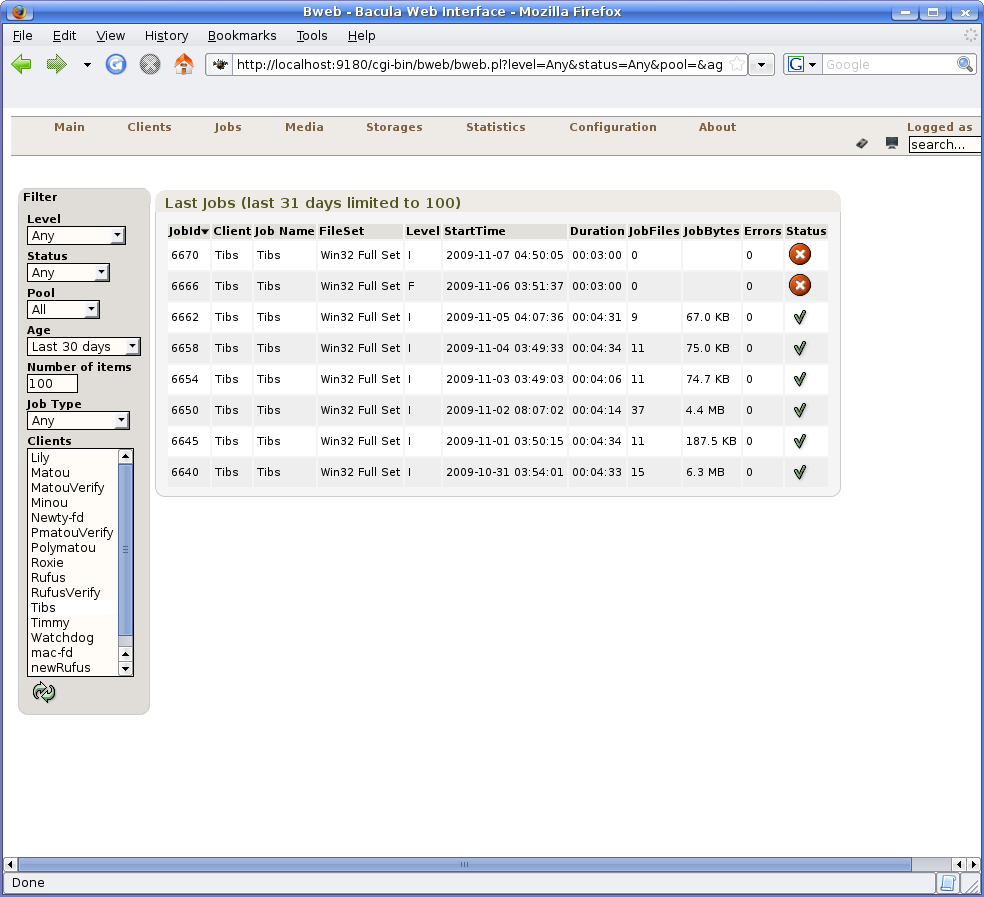 Bweb - Bacula Web Interface - Mozilla Firefox
File Edit View History Bookmarks Tools Help
http://localhost:9180/cgi-bin/bweb/bweb.pl?level=Any&status=Any&pool=&ag
G Google
Main Clients Jobs Media Storages Statistics Configuration About Logged as
search...
Filter
Level
Any
Status
Any
Pool
All
Age
Last 30 days
Number of items
100
Job Type
Any
Clients
Lily
Matou
MatouVerify
Minou
Newty-fd
PmatouVerify
Polymatou
Roxie
Rufus
RufusVerify
Tibs
Timmy
Watchdog
mac-fd
newRufus
Last Jobs (last 31 days limited to 100)
JobId Client Job Name FileSet Level StartTime Duration JobFiles JobBytes Errors Status
6670 Tibs Tibs Win32 Full Set I 2009-11-07 04:50:05 00:03:00 0 0
6666 Tibs Tibs Win32 Full Set F 2009-11-06 03:51:37 00:03:00 0 0
6662 Tibs Tibs Win32 Full Set I 2009-11-05 04:07:36 00:04:31 9 67.0 KB 0
6658 Tibs Tibs Win32 Full Set I 2009-11-04 03:49:33 00:04:34 11 75.0 KB 0
6654 Tibs Tibs Win32 Full Set I 2009-11-03 03:49:03 00:04:06 11 74.7 KB 0
6650 Tibs Tibs Win32 Full Set I 2009-11-02 08:07:02 00:04:14 37 4.4 MB 0
6645 Tibs Tibs Win32 Full Set I 2009-11-01 03:50:15 00:04:34 11 187.5 KB 0
6640 Tibs Tibs Win32 Full Set I 2009-10-31 03:54:01 00:04:33 15 6.3 MB 0
Done